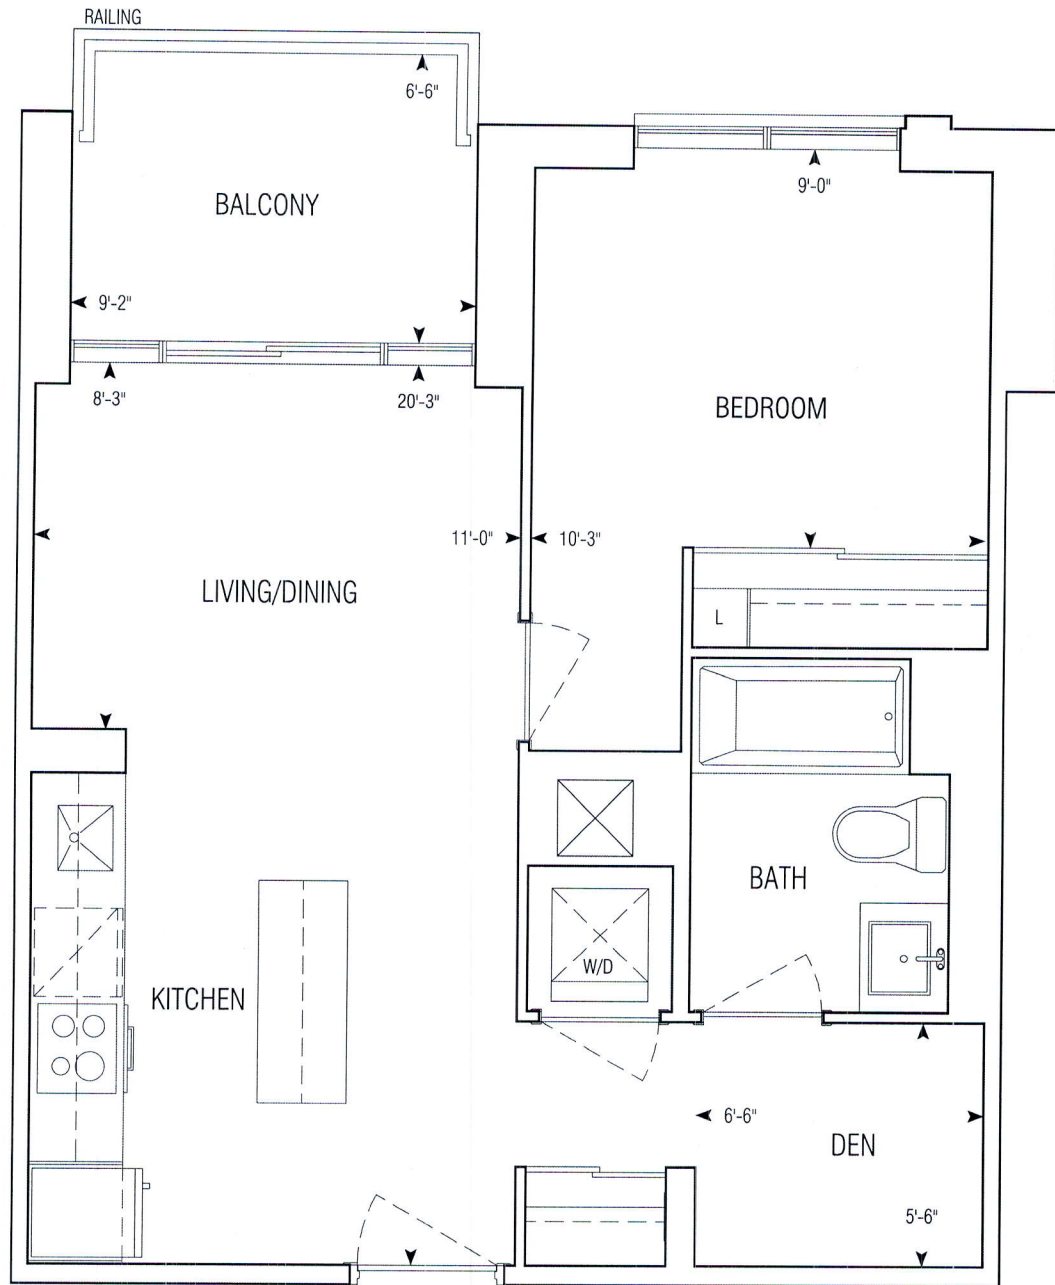 RAILING
6'-6"
9'-0"
BALCONY
9'-2"
8'-3"
20'-3"
BEDROOM
11'-0"
10'-3"
LIVING/DINING
L
BATH
W/D
KITCHEN
6'-6"
DEN
5'-6"